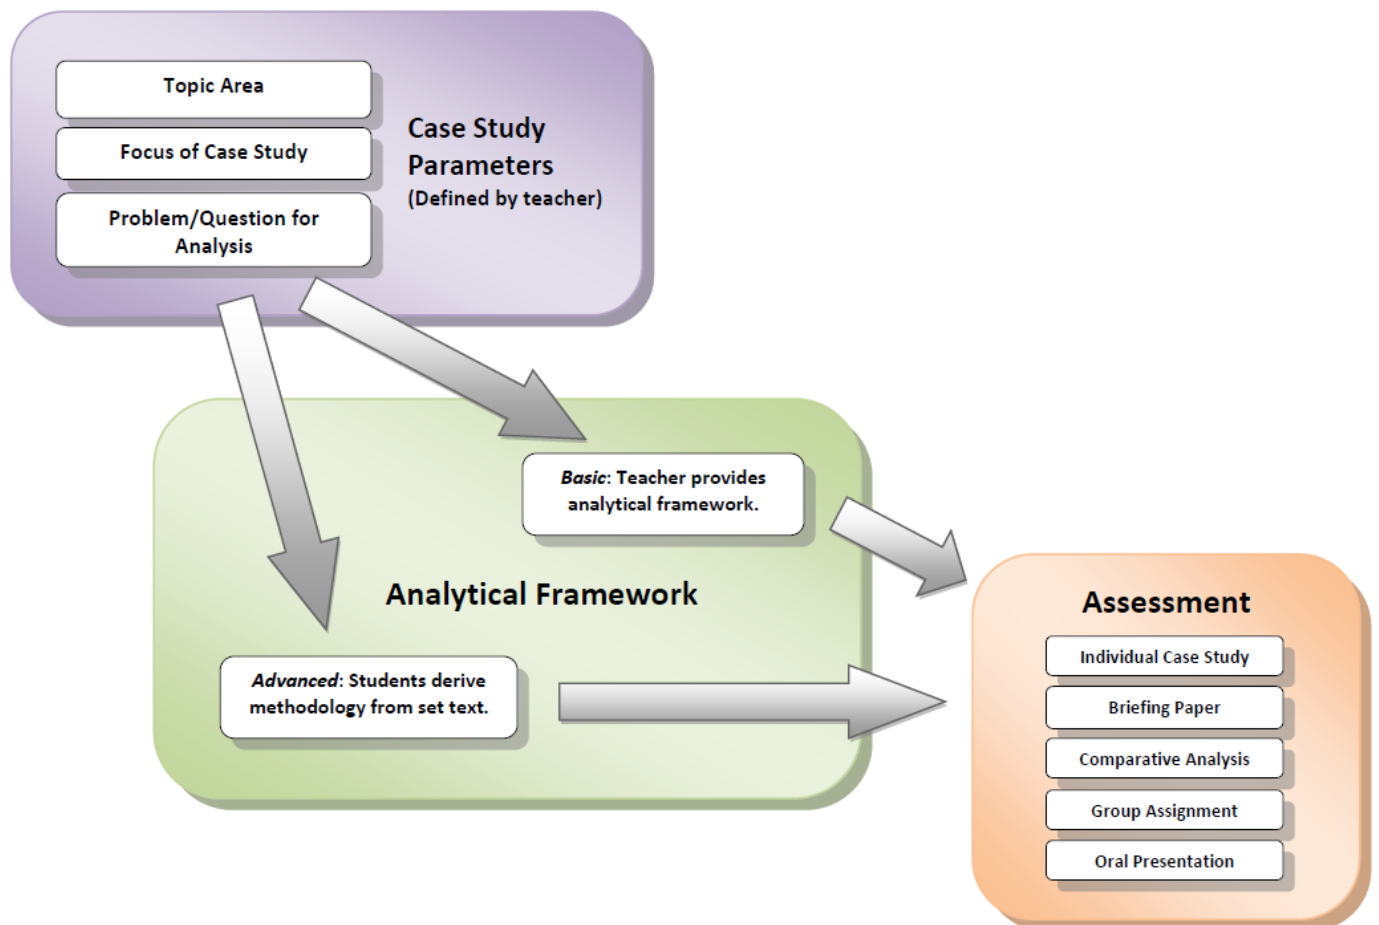 Topic Area
Focus of Case Study
Problem/Question for
Analysis
Case Study
Parameters
(Defined by teacher)
Basic: Teacher provides
analytical framework.
Analytical Framework
Advanced: Students derive
methodology from set text.
Assessment
Individual Case Study
Briefing Paper
Comparative Analysis
Group Assignment
Oral Presentation